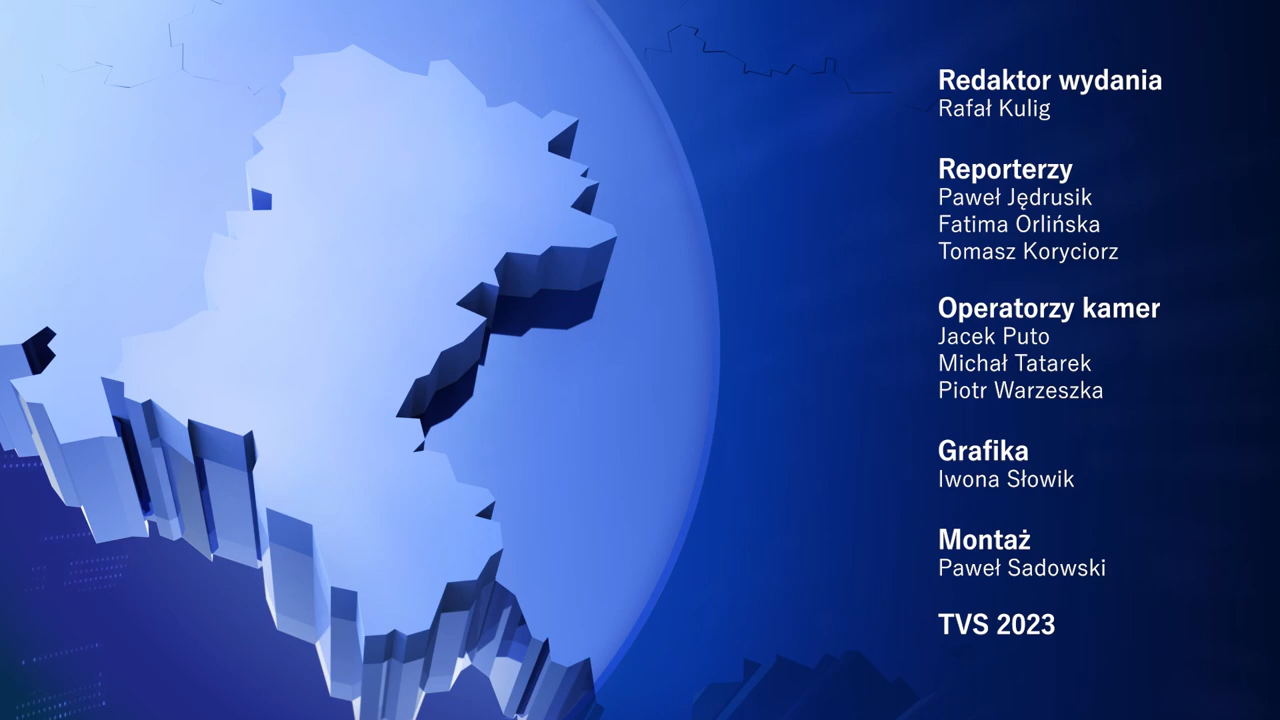 Redaktor wydania
Rafał Kulig
Reporterzy
Paweł Jędrusik
Fatima Orlińska
Tomasz Koryciorz
Operatorzy kamer
Jacek Puto
Michał Tatarek
Piotr Warzeszka
Grafika
Iwona Słowik
Montaż
Paweł Sadowski
TVS 2023